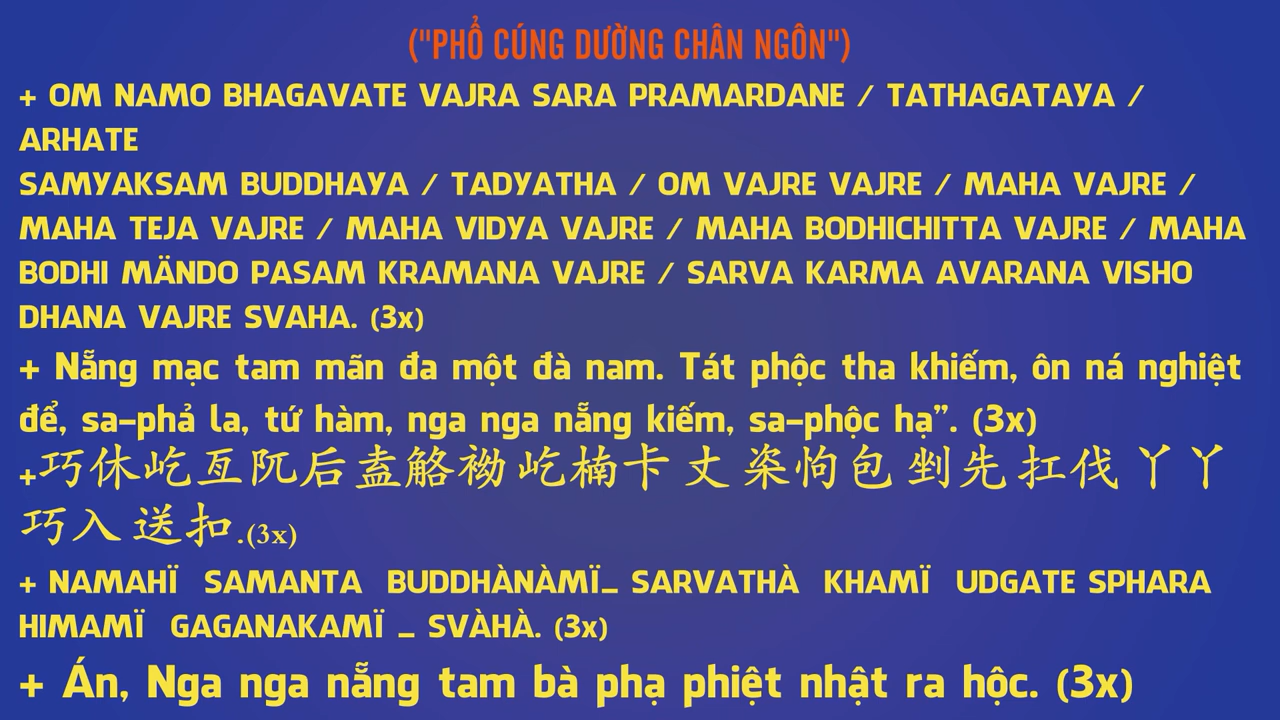 ("PHỔ CÚNG DƯỜNG CHÂN NGÔN")
+ OM NAMO BHAGAVATE VAJRA SARA PRAMARDANE / TATHAGATAYA /
ARHATE
SAMYAKSAM BUDDHAYA / TADYATHA / OM VAJRE VAJRE / MAHA VAJRE /
MAHA TEJA VAJRE / MAHA VIDYA VAJRE / MAHA BODHICHITTA VAJRE / MAHA
BODHI MÄNDO PASAM KRAMANA VAJRE / SARVA KARMA AVARANA VISHO
DHANA VAJRE SVAHA. (3x)
+ Nẵng mạc tam mãn đa một đà nam. Tát phộc tha khiếm, ôn ná nghiệt
để, sa-phả la, tứ hàm, nga nga nẵng kiếm, sa-phộc hạ”. (3x)
+巧休屹亙阢后盍觡袎屹楠卡丈楶怐包剉先扛伐丫丫
巧入送扣.(3x)
+ NAMAHÏ SAMANTA BUDDHÀNÀMÏ_ SARVATHÀ KHAMÏ UDGATE SPHARA
HIMAMÏ GAGANAKAMÏ _ SVÀHÀ. (3x)
+ Án, Nga nga nẵng tam bà phạ phiệt nhật ra hộc. (3x)